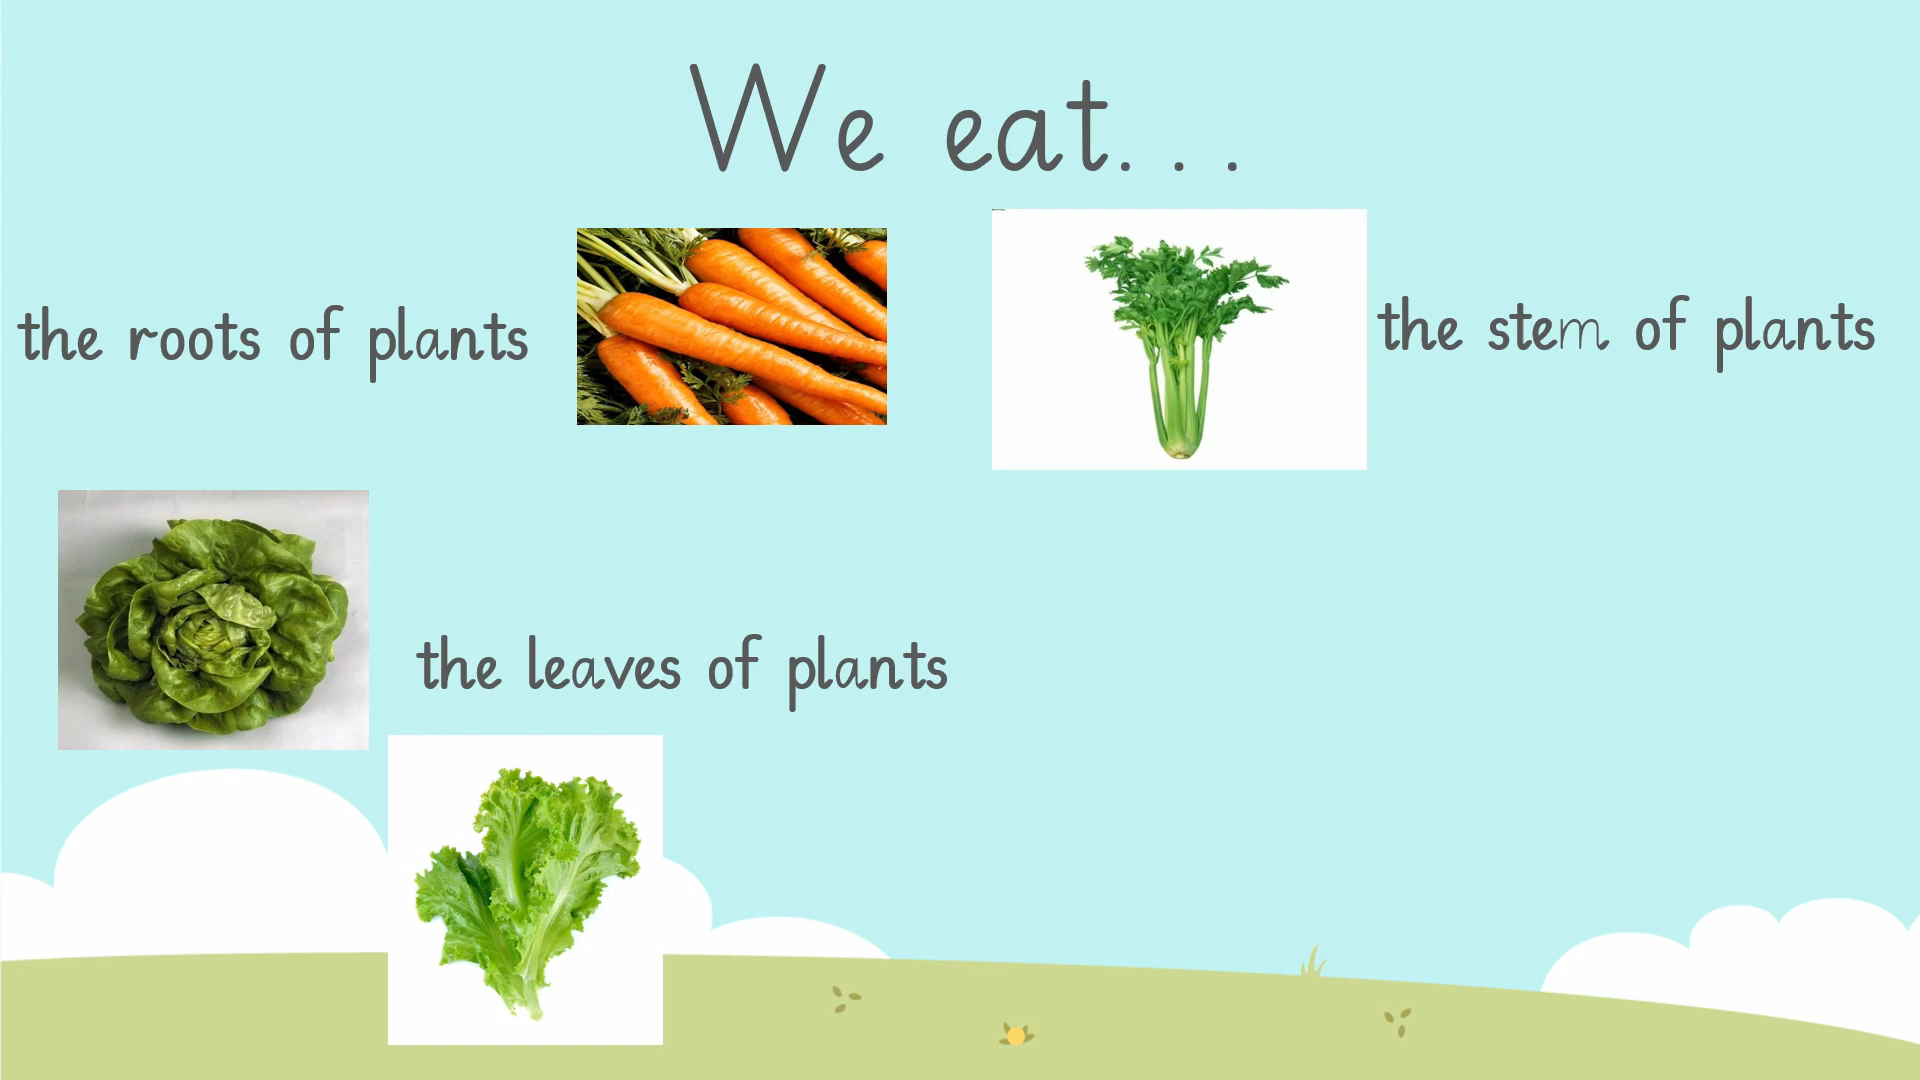 We eat. . .
the roots of plants
the stem of plants
the leaves of plants